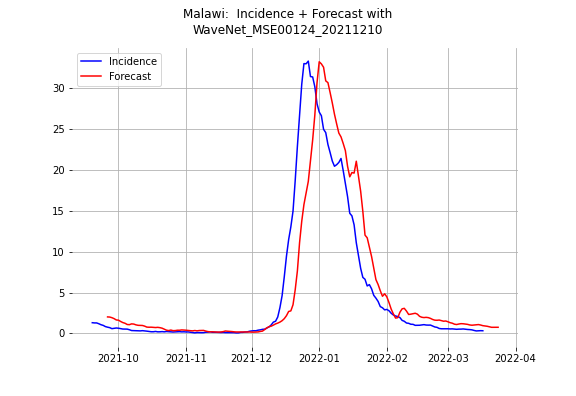 Malawi:  Incidence + Forecast with
WaveNet_MSE00124_20211210
Incidence
Forecast
30
25
20
15
10
5
0
2021-10 2021-11 2021-12 2022-01 2022-02 2022-03 2022-04